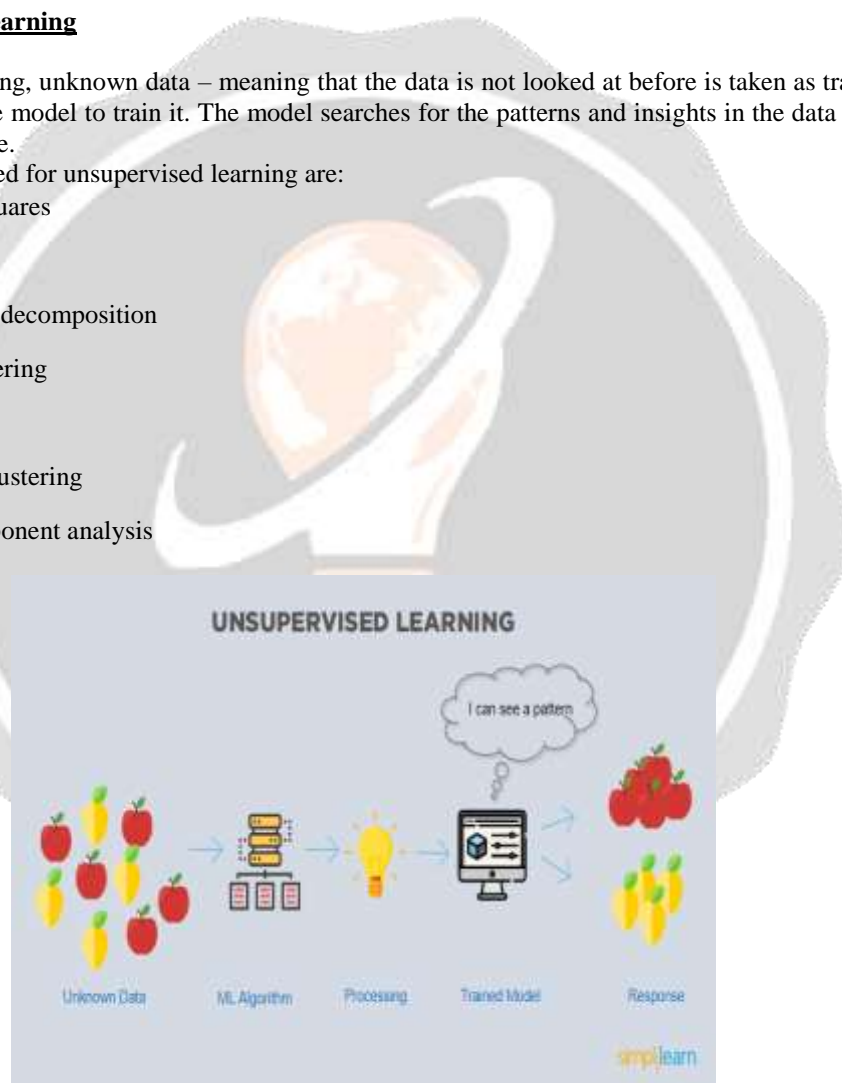 earning
ng, unknown data – meaning that the data is not looked at before is taken as tra
e model to train it. The model searches for the patterns and insights in the data
e.
ed for unsupervised learning are:
uares
decomposition
ering
ustering
onent analysis
UNSUPERVISED LEARNING
I can see a pattern
Unknown Data ML Algorithm Processing Trained Model Response
simplilearn